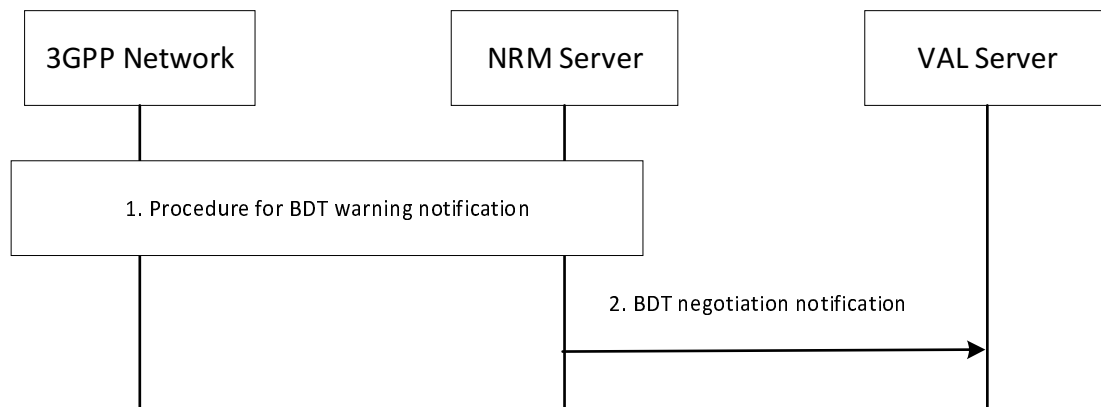 3GPP Network
NRM Server
VAL Server
1. Procedure for BDT warning notification
2. BDT negotiation notification